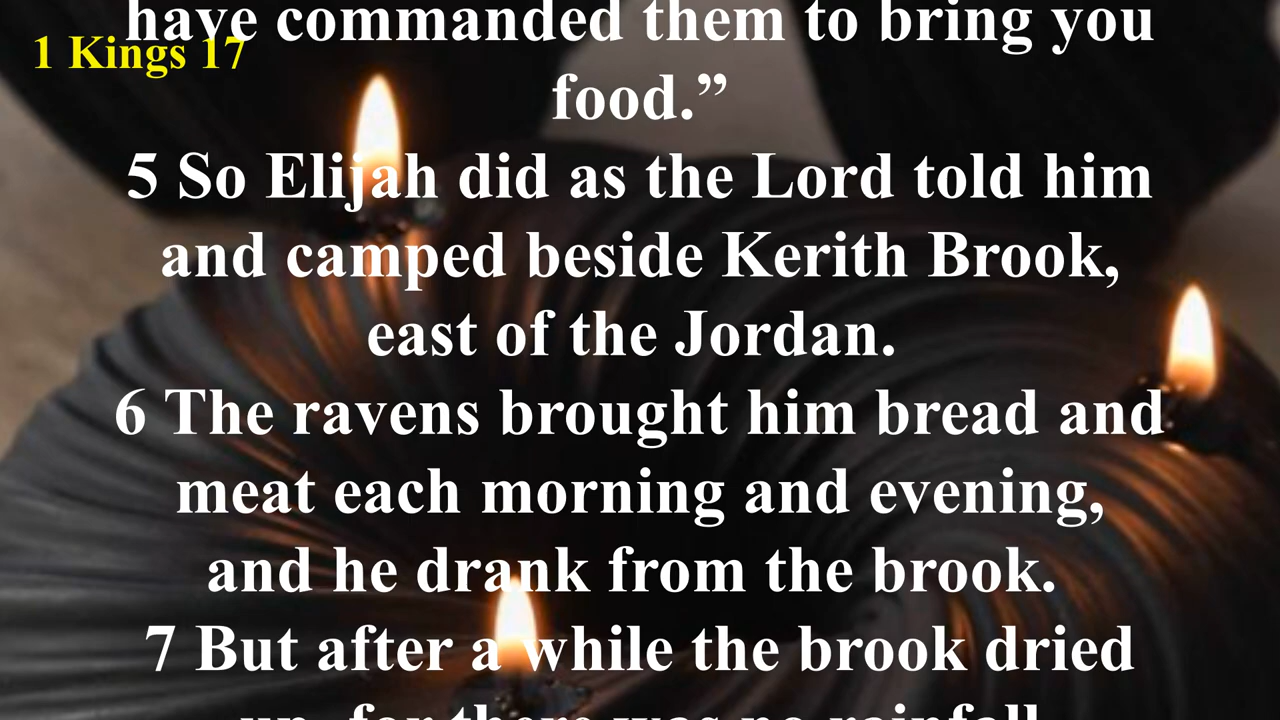 1 Kings 17
have commanded them to bring you
food.”
5 So Elijah did as the Lord told him
and camped beside Kerith Brook,
east of the Jordan.
6 The ravens brought him bread and
meat each morning and evening,
and he drank from the brook.
7 But after a while the brook dried
up, for there was no rainfall